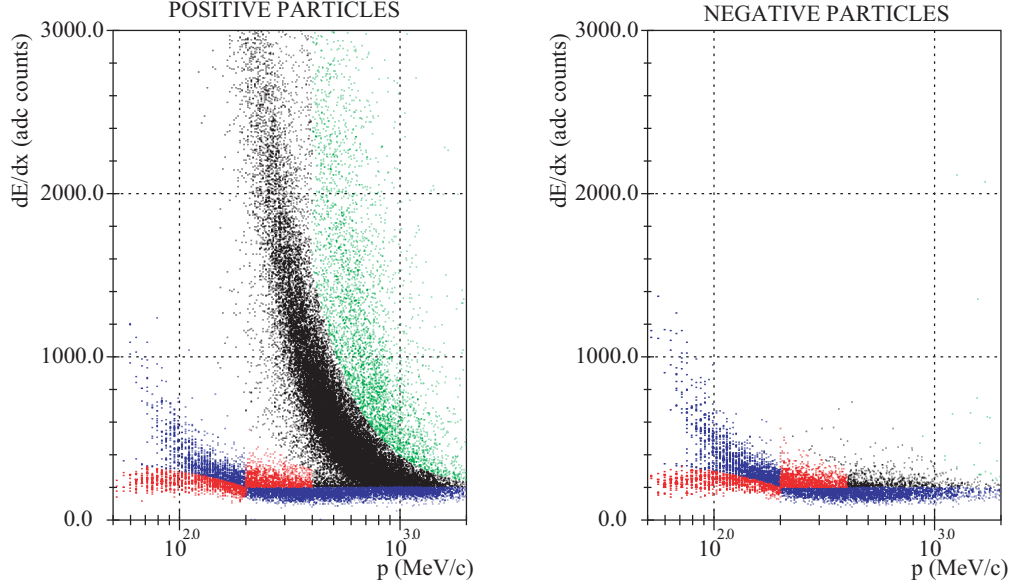 POSITIVE PARTICLES
dE/dx (adc counts)
3000.0
2000.0
1000.0
0.0
10^2.0
10^3.0
p (MeV/c)
NEGATIVE PARTICLES
dE/dx (adc counts)
3000.0
2000.0
1000.0
0.0
10^2.0
10^3.0
p (MeV/c)